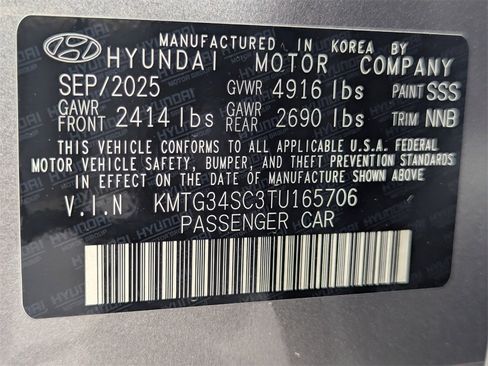 MANUFACTURED IN KOREA BY
HYUNDAI MOTOR COMPANY
SEP/2025 GVWR 4916 lbs PAINT SSS
GAWR FRONT 2414 lbs GAWR REAR 2690 lbs TRIM NNB
THIS VEHICLE CONFORMS TO ALL APPLICABLE U.S.A. FEDERAL
MOTOR VEHICLE SAFETY, BUMPER, AND THEFT PREVENTION STANDARDS
IN EFFECT ON THE DATE OF MANUFACTURE SHOWN ABOVE
V.I.N KMTG34SC3TU165706
PASSENGER CAR